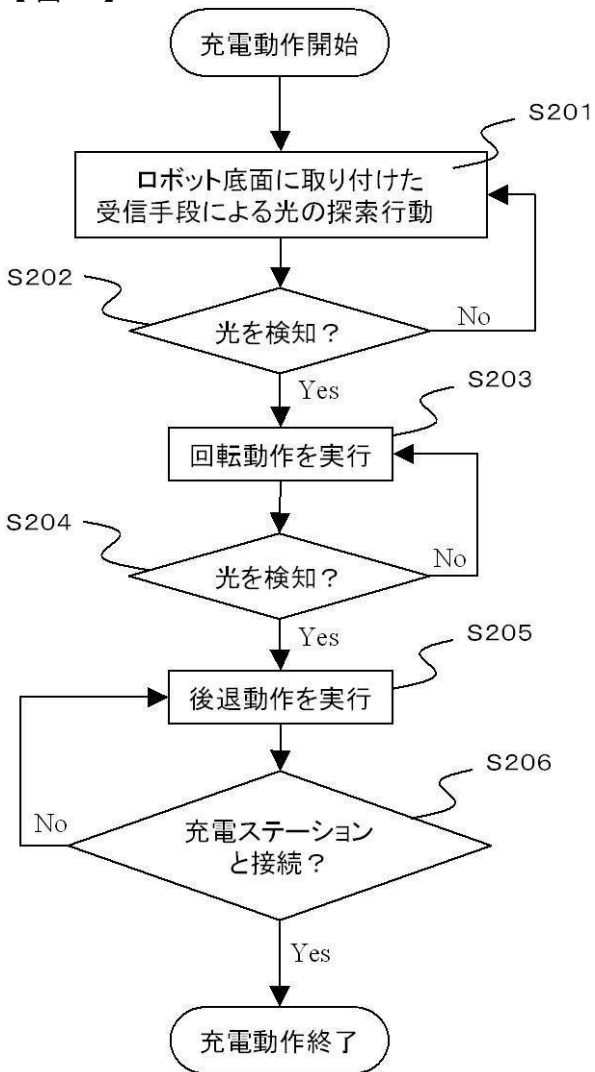 充電動作開始
S201
ロボット底面に取り付けた
受信手段による光の探索行動
S202
光を検知？
No
Yes
S203
回転動作を実行
S204
光を検知？
No
Yes
S205
後退動作を実行
S206
充電ステーション
と接続？
No
Yes
充電動作終了